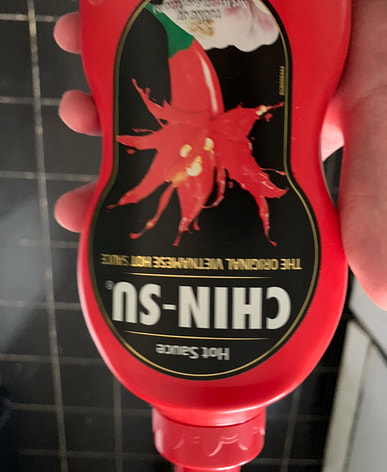 Hot Sauce
CHIN-SU®
THE ORIGINAL VIETNAMESE HOT SAUCE